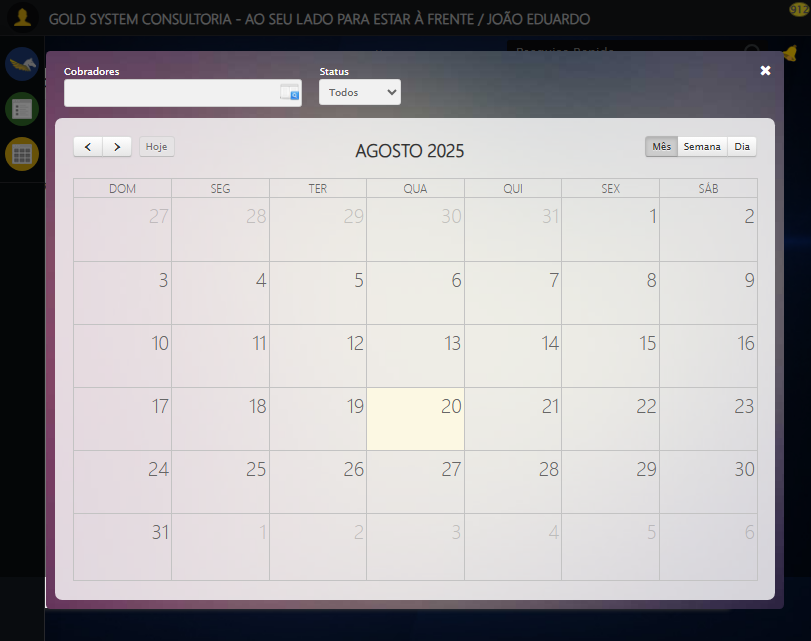 GOLD SYSTEM CONSULTORIA - AO SEU LADO PARA ESTAR À FRENTE / JOÃO EDUARDO
912
Cobradores
Status
Todos
Hoje
AGOSTO 2025
Mês Semana Dia
DOM SEG TER QUA QUI SEX SÁB
27 28 29 30 31 1 2
3 4 5 6 7 8 9
10 11 12 13 14 15 16
17 18 19 20 21 22 23
24 25 26 27 28 29 30
31 1 2 3 4 5 6